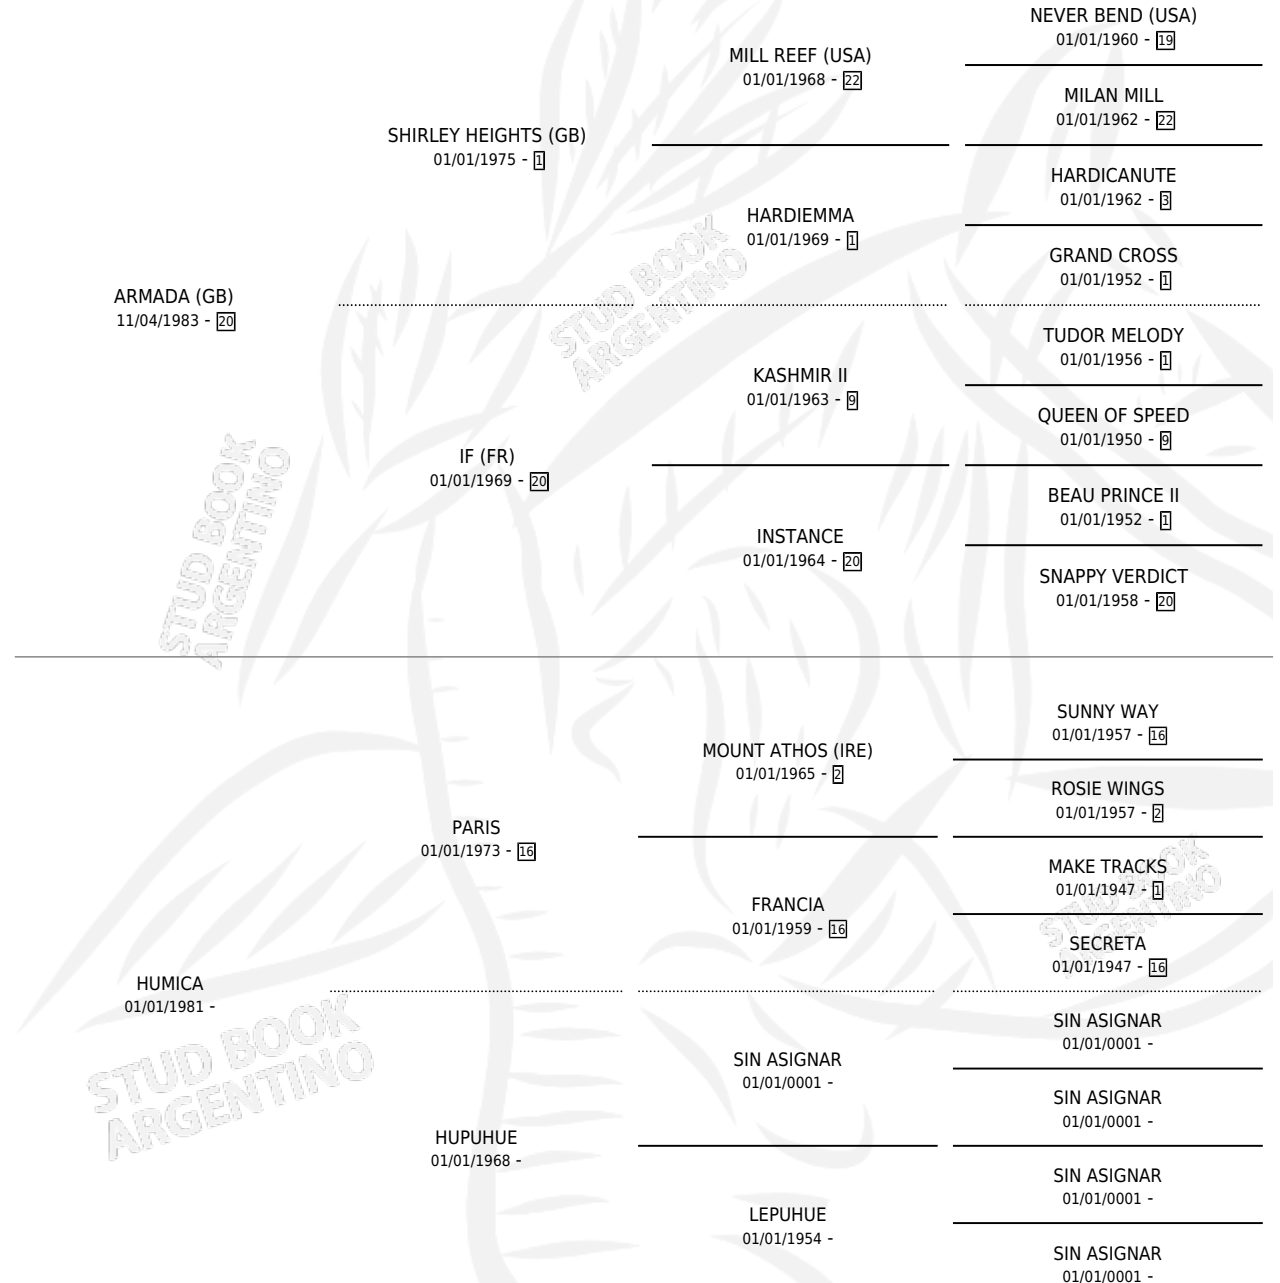 NEVER BEND (USA)
01/01/1960 - 19
MILL REEF (USA)
01/01/1968 - 22
MILAN MILL
01/01/1962 - 22
SHIRLEY HEIGHTS (GB)
01/01/1975 - 1
HARDICANUTE
01/01/1962 - 3
HARDIEMMA
01/01/1969 - 1
GRAND CROSS
01/01/1952 - 1
ARMADA (GB)
11/04/1983 - 20
TUDOR MELODY
01/01/1956 - 1
KASHMIR II
01/01/1963 - 9
QUEEN OF SPEED
01/01/1950 - 9
IF (FR)
01/01/1969 - 20
BEAU PRINCE II
01/01/1952 - 1
INSTANCE
01/01/1964 - 20
SNAPPY VERDICT
01/01/1958 - 20
SUNNY WAY
01/01/1957 - 16
MOUNT ATHOS (IRE)
01/01/1965 - 2
ROSIE WINGS
01/01/1957 - 2
PARIS
01/01/1973 - 16
MAKE TRACKS
01/01/1947 - 1
FRANCIA
01/01/1959 - 16
SECRETA
01/01/1947 - 16
HUMICA
01/01/1981 -
SIN ASIGNAR
01/01/0001 -
SIN ASIGNAR
01/01/0001 -
SIN ASIGNAR
01/01/0001 -
HUPUHUE
01/01/1968 -
SIN ASIGNAR
01/01/0001 -
LEPUHUE
01/01/1954 -
SIN ASIGNAR
01/01/0001 -
STUD BOOK
ARGENTINO
STUD BOOK
ARGENTINO
STUD BOOK
ARGENTINO
STUD BOOK
ARGENTINO